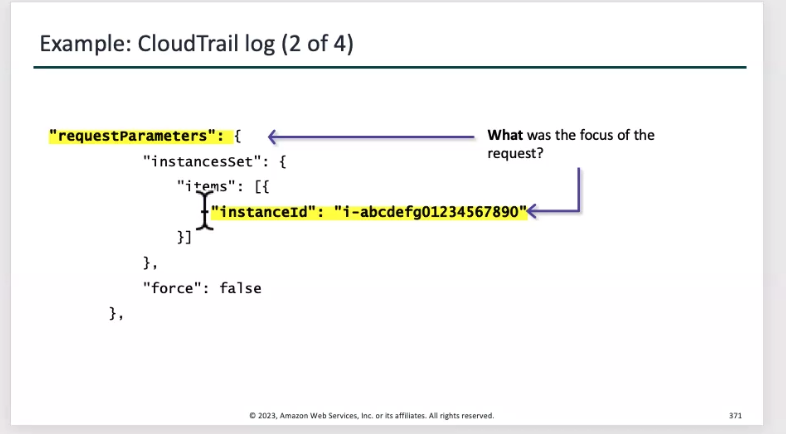 Example: CloudTrail log (2 of 4)
"requestParameters": {
What was the focus of the
request?
"instancesSet": {
"items": [{
"instanceId": "i-abcdefg01234567890"
}]
},
"force": false
},
© 2023, Amazon Web Services, Inc. or its affiliates. All rights reserved.
371